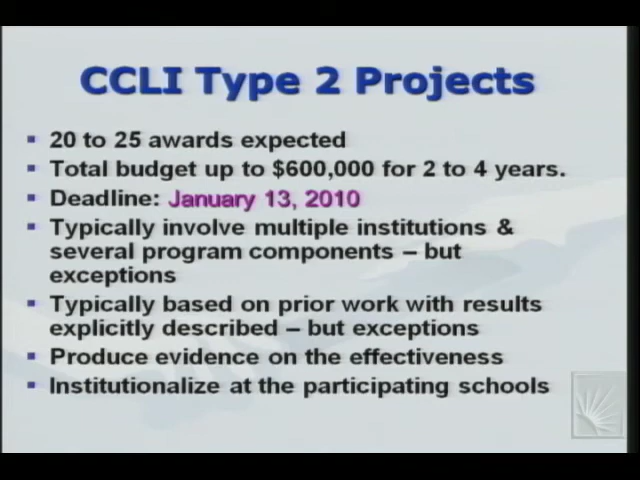 CCLI Type 2 Projects
20 to 25 awards expected
Total budget up to $600,000 for 2 to 4 years.
Deadline: January 13, 2010
Typically involve multiple institutions &
several program components – but
exceptions
Typically based on prior work with results
explicitly described – but exceptions
Produce evidence on the effectiveness
Institutionalize at the participating schools